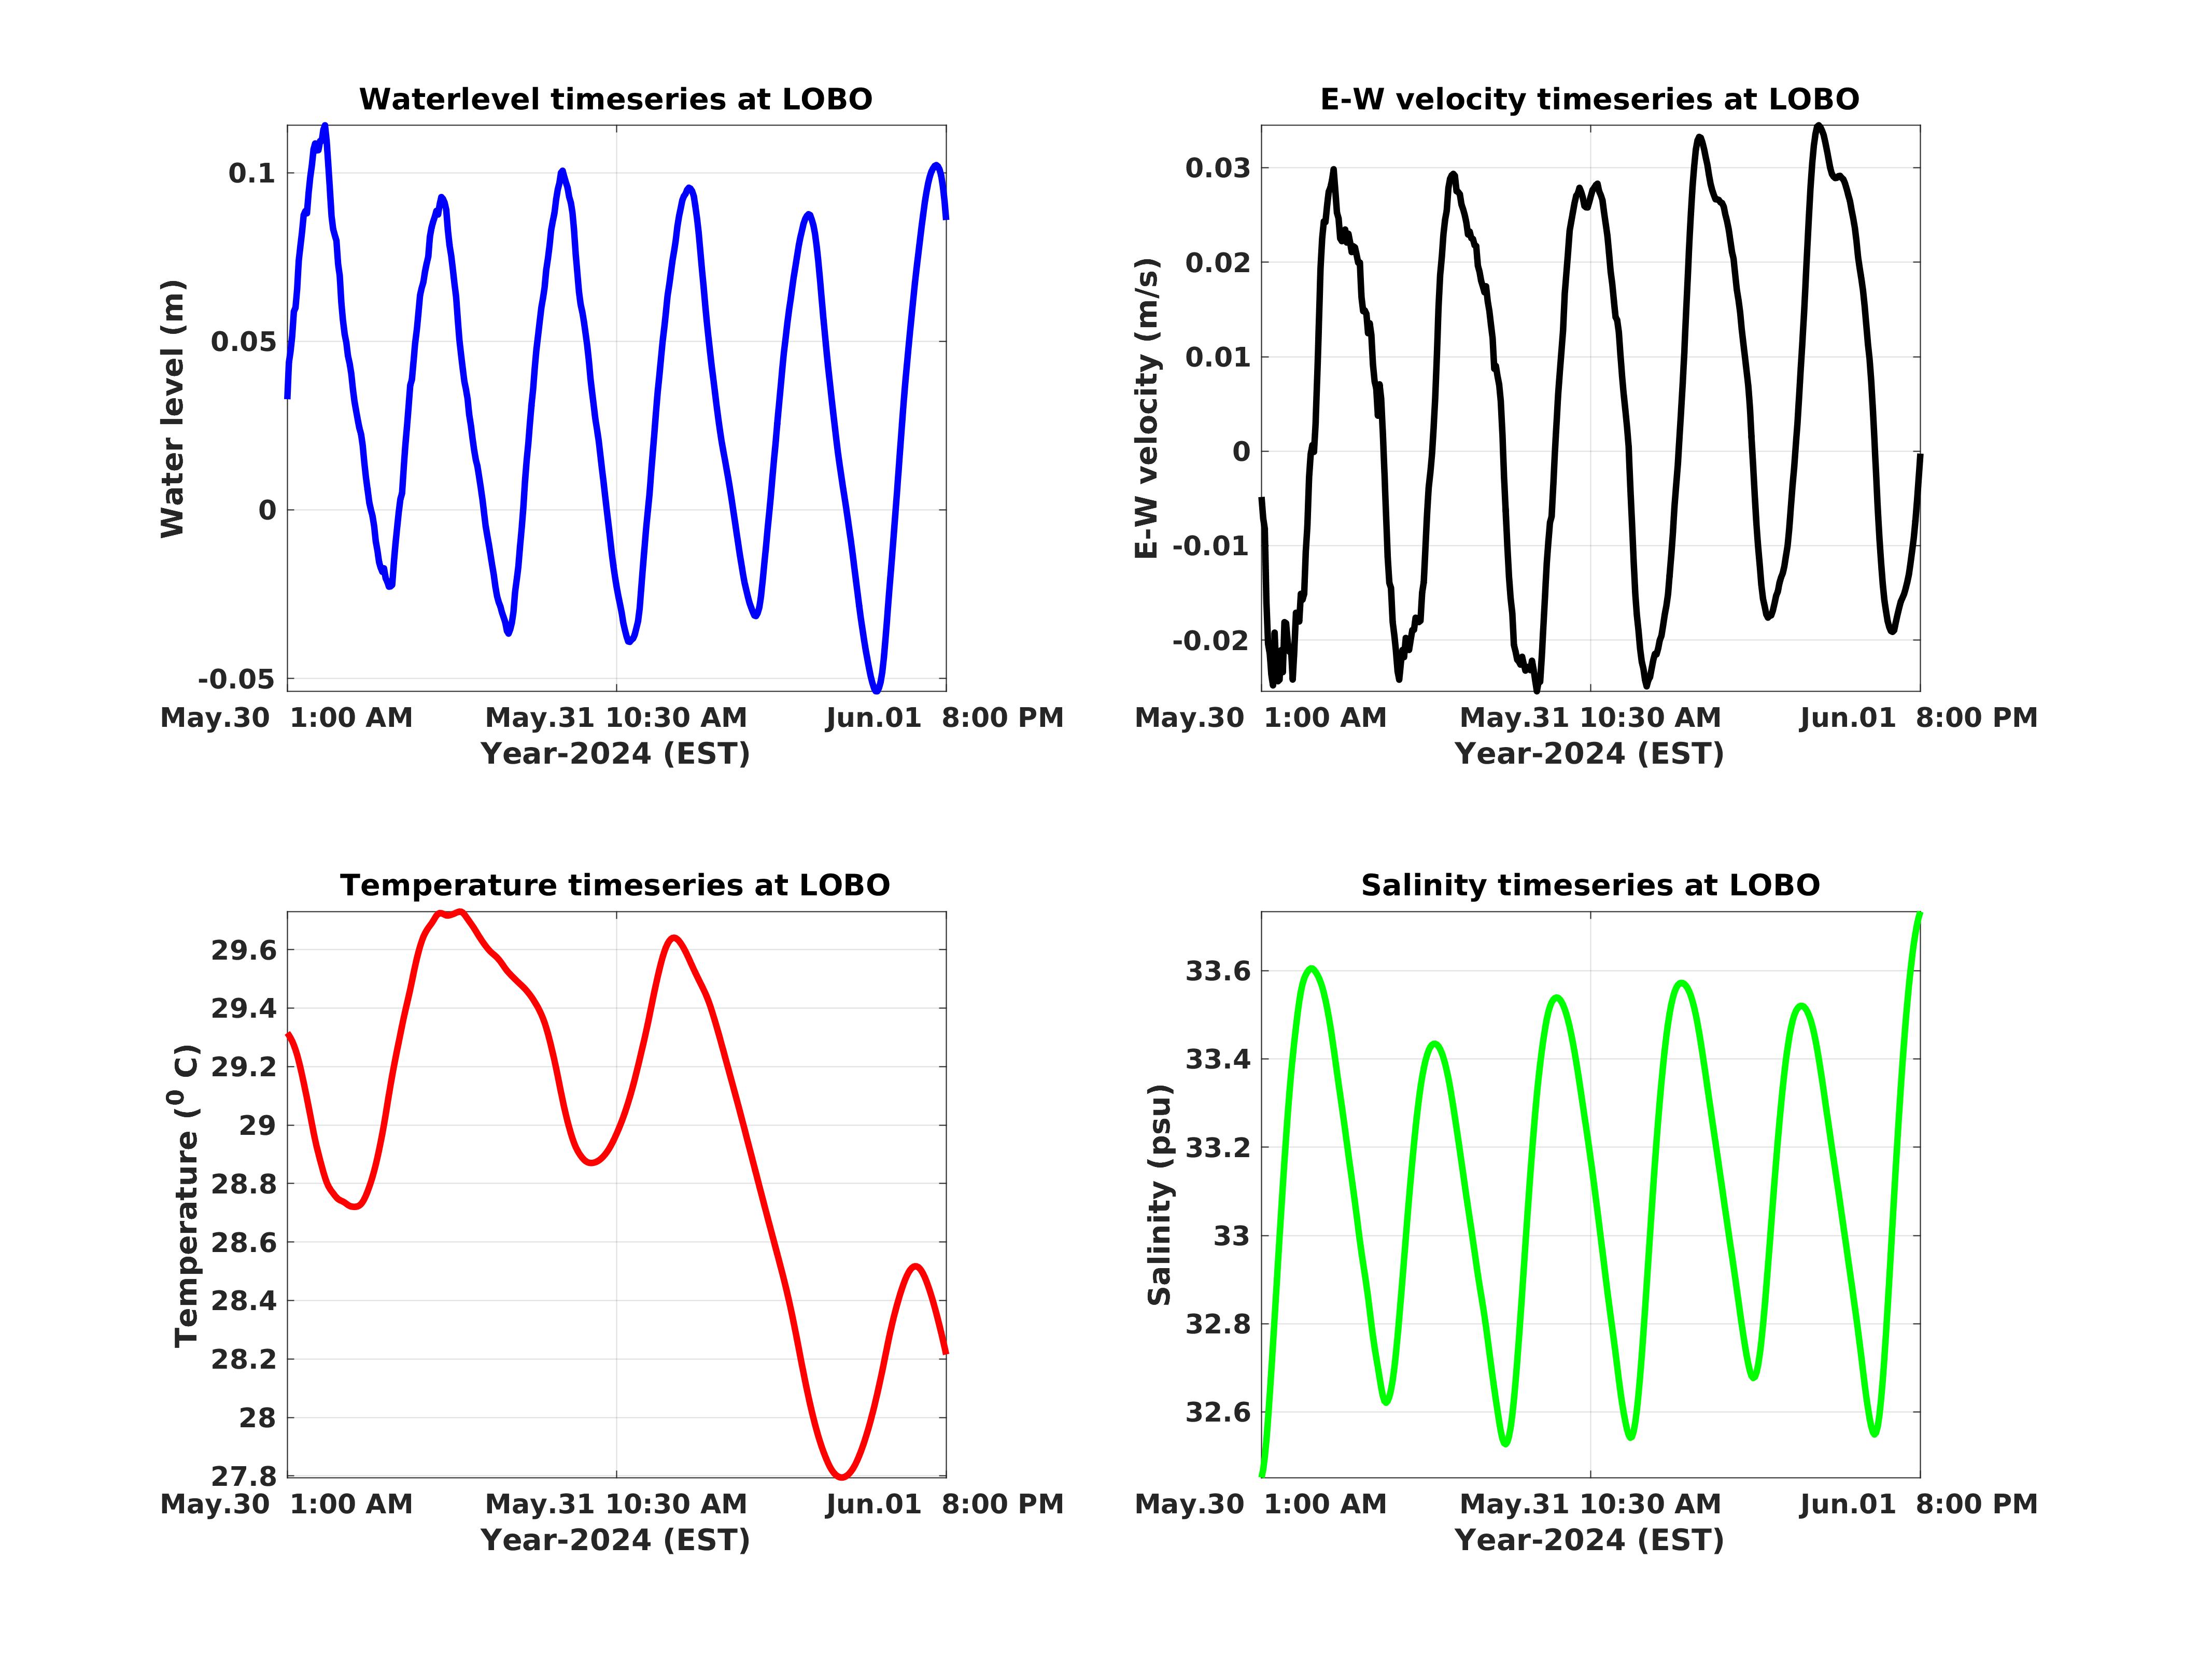 Waterlevel timeseries at LOBO
0.1
0.05
0
-0.05
Water level (m)
May.30 1:00 AM
May.31 10:30 AM
Jun.01 8:00 PM
Year-2024 (EST)
E-W velocity timeseries at LOBO
0.03
0.02
0.01
0
-0.01
-0.02
E-W velocity (m/s)
May.30 1:00 AM
May.31 10:30 AM
Jun.01 8:00 PM
Year-2024 (EST)
Temperature timeseries at LOBO
29.6
29.4
29.2
29
28.8
28.6
28.4
28.2
28
27.8
Temperature (⁰ C)
May.30 1:00 AM
May.31 10:30 AM
Jun.01 8:00 PM
Year-2024 (EST)
Salinity timeseries at LOBO
33.6
33.4
33.2
33
32.8
32.6
Salinity (psu)
May.30 1:00 AM
May.31 10:30 AM
Jun.01 8:00 PM
Year-2024 (EST)